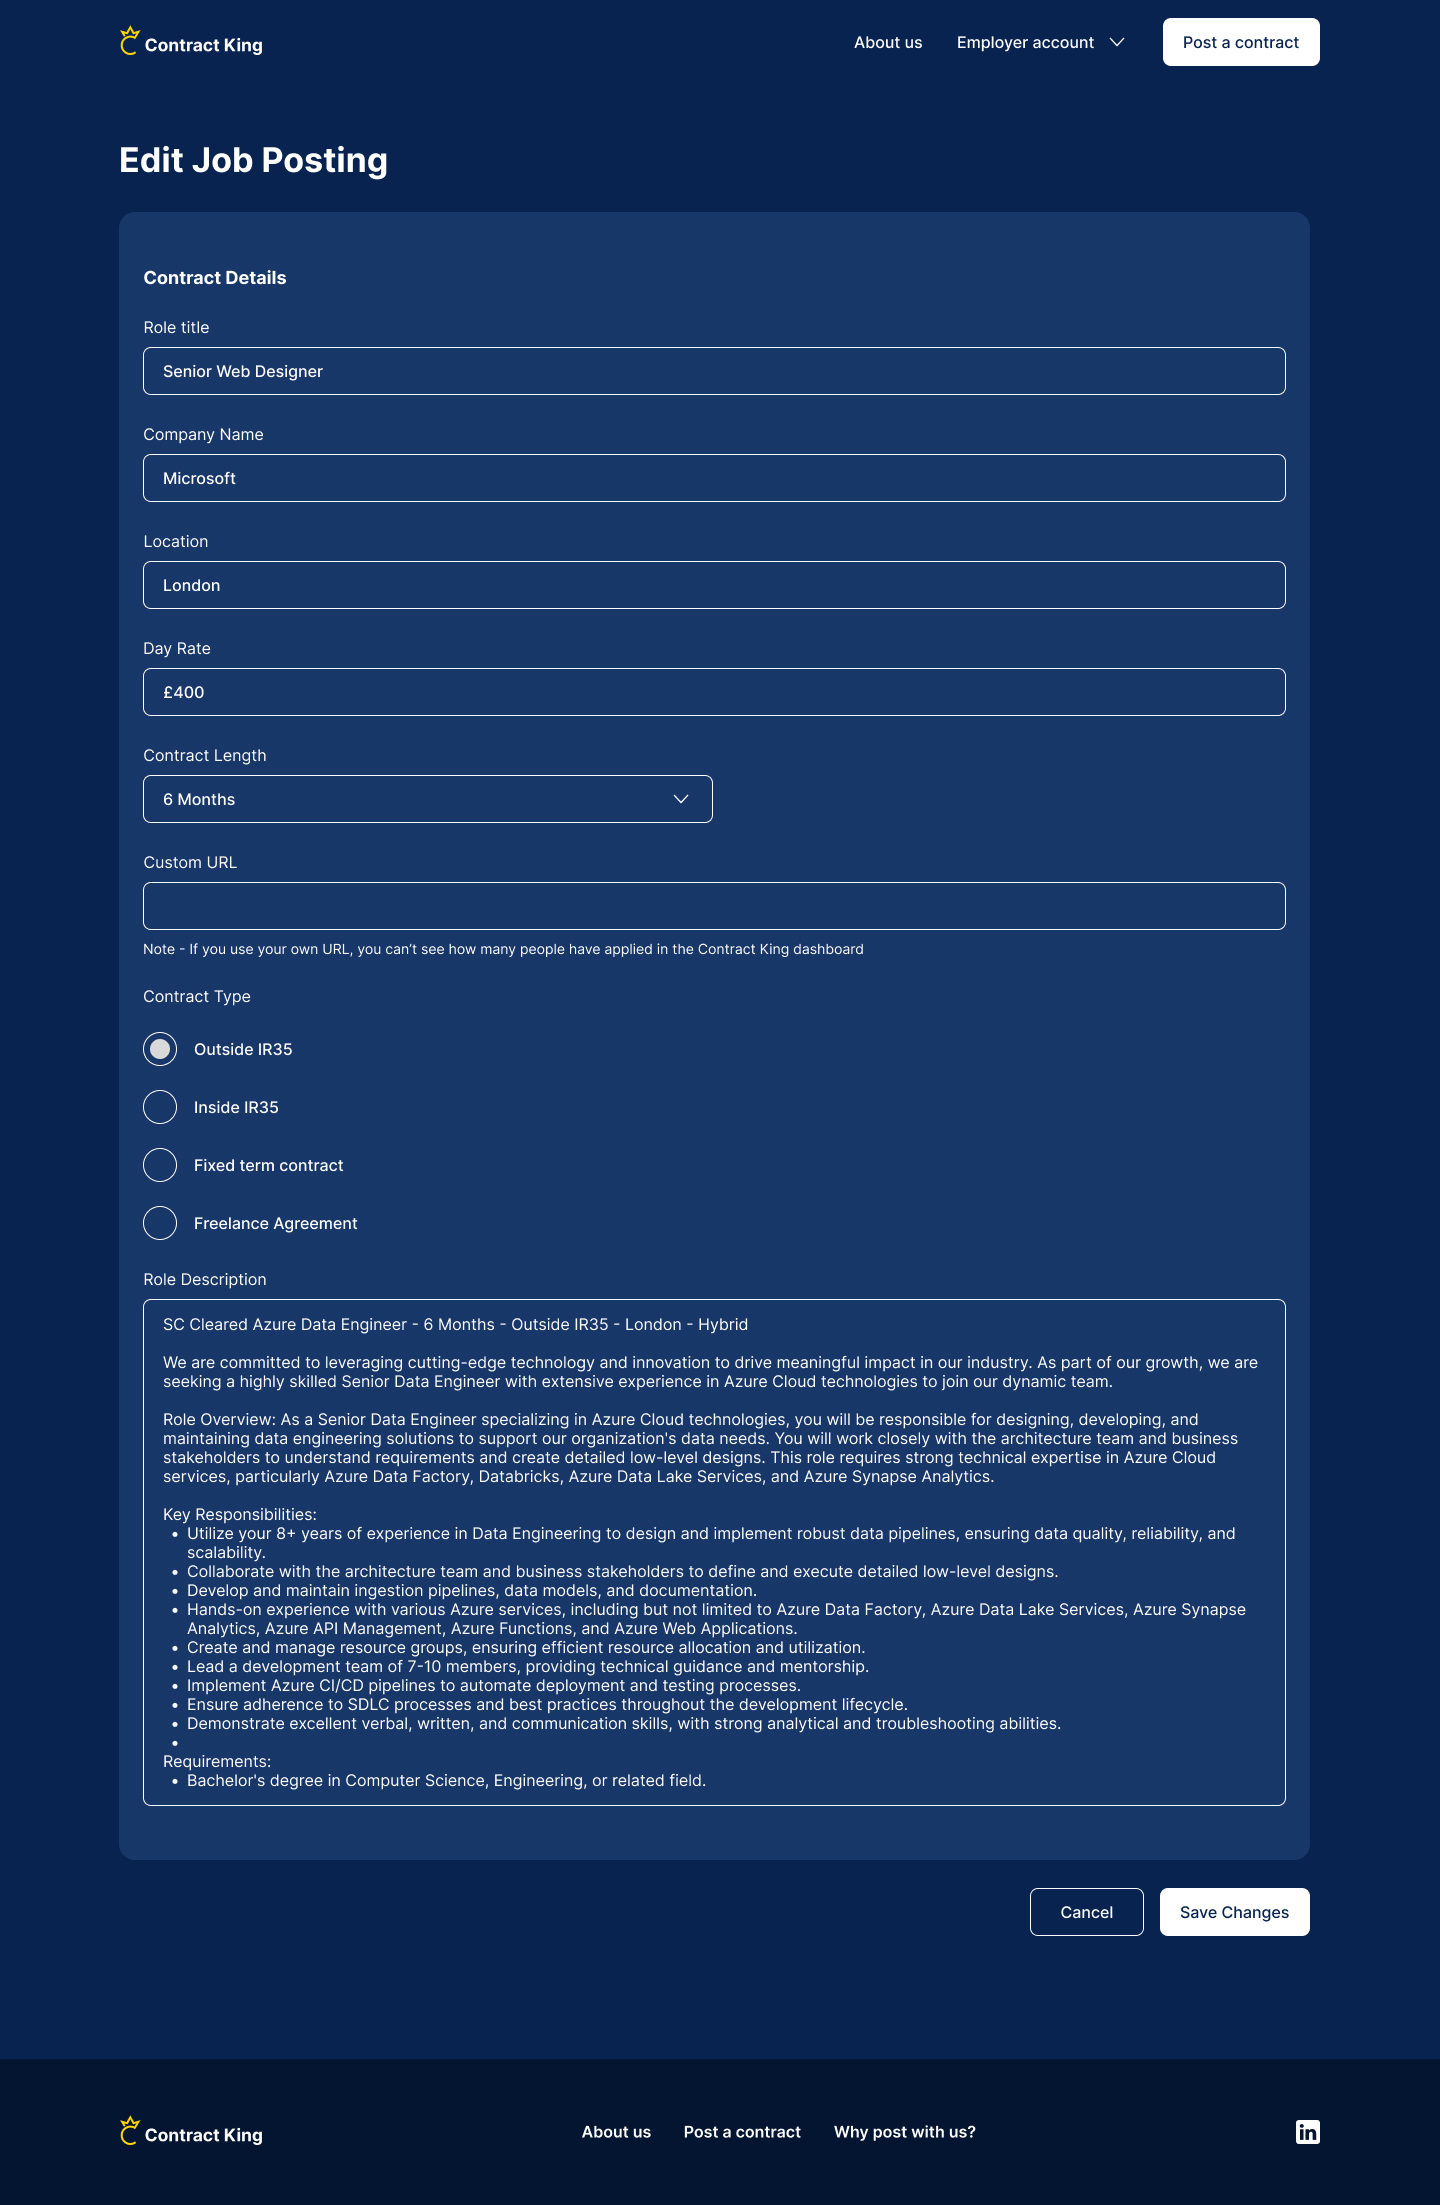 Contract King
About us
Employer account
Post a contract
Edit Job Posting
Contract Details
Role title
Senior Web Designer
Company Name
Microsoft
Location
London
Day Rate
£400
Contract Length
6 Months
Custom URL
Note - If you use your own URL, you can’t see how many people have applied in the Contract King dashboard
Contract Type
Outside IR35
Inside IR35
Fixed term contract
Freelance Agreement
Role Description
SC Cleared Azure Data Engineer - 6 Months - Outside IR35 - London - Hybrid
We are committed to leveraging cutting-edge technology and innovation to drive meaningful impact in our industry. As part of our growth, we are
seeking a highly skilled Senior Data Engineer with extensive experience in Azure Cloud technologies to join our dynamic team.
Role Overview: As a Senior Data Engineer specializing in Azure Cloud technologies, you will be responsible for designing, developing, and
maintaining data engineering solutions to support our organization's data needs. You will work closely with the architecture team and business
stakeholders to understand requirements and create detailed low-level designs. This role requires strong technical expertise in Azure Cloud
services, particularly Azure Data Factory, Databricks, Azure Data Lake Services, and Azure Synapse Analytics.
Key Responsibilities:
• Utilize your 8+ years of experience in Data Engineering to design and implement robust data pipelines, ensuring data quality, reliability, and
scalability.
• Collaborate with the architecture team and business stakeholders to define and execute detailed low-level designs.
• Develop and maintain ingestion pipelines, data models, and documentation.
• Hands-on experience with various Azure services, including but not limited to Azure Data Factory, Azure Data Lake Services, Azure Synapse
Analytics, Azure API Management, Azure Functions, and Azure Web Applications.
• Create and manage resource groups, ensuring efficient resource allocation and utilization.
• Lead a development team of 7-10 members, providing technical guidance and mentorship.
• Implement Azure CI/CD pipelines to automate deployment and testing processes.
• Ensure adherence to SDLC processes and best practices throughout the development lifecycle.
• Demonstrate excellent verbal, written, and communication skills, with strong analytical and troubleshooting abilities.
•
Requirements:
• Bachelor's degree in Computer Science, Engineering, or related field.
Cancel
Save Changes
Contract King
About us
Post a contract
Why post with us?
in